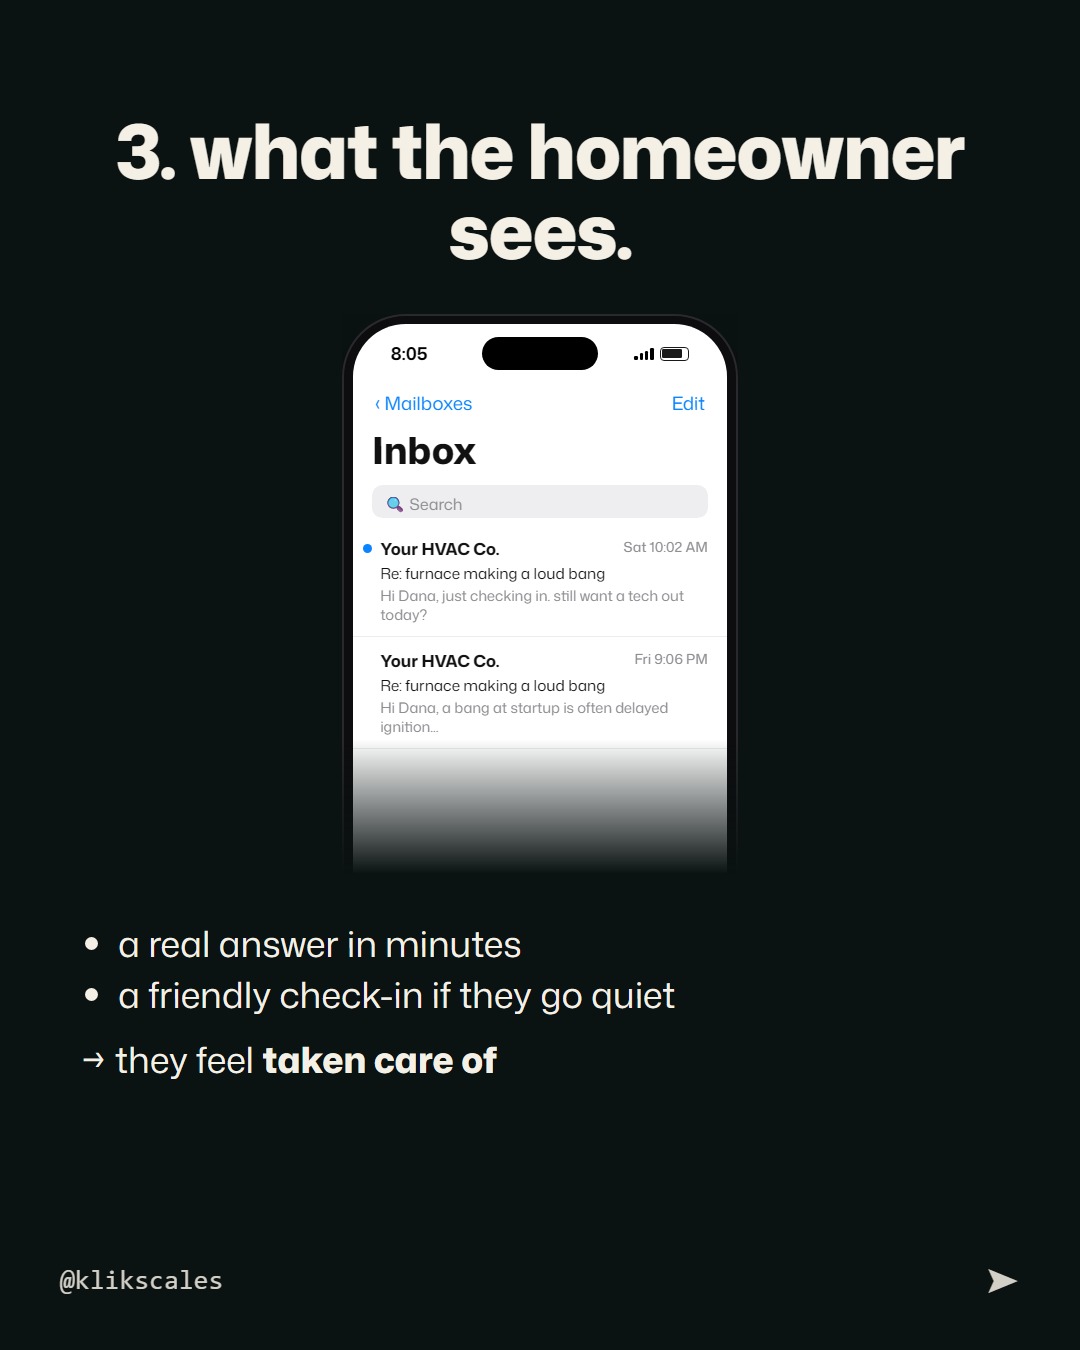 3. what the homeowner
sees.
8:05
‹ Mailboxes Edit
Inbox
Search
Your HVAC Co. Sat 10:02 AM
Re: furnace making a loud bang
Hi Dana, just checking in. still want a tech out
today?
Your HVAC Co. Fri 9:06 PM
Re: furnace making a loud bang
Hi Dana, a bang at startup is often delayed
ignition...
• a real answer in minutes
• a friendly check-in if they go quiet
→ they feel taken care of
@klikscales